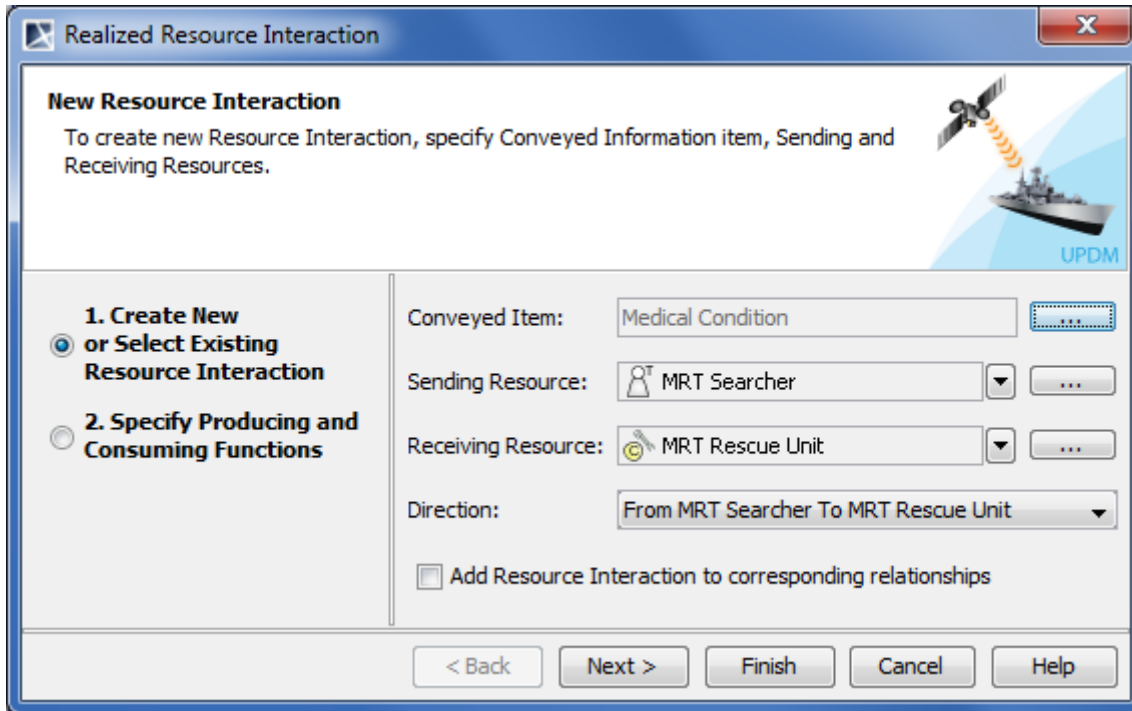 Realized Resource Interaction
New Resource Interaction
To create new Resource Interaction, specify Conveyed Information item, Sending and
Receiving Resources.
UPDM
1. Create New
or Select Existing
Resource Interaction
2. Specify Producing and
Consuming Functions
Conveyed Item: Medical Condition ...
Sending Resource: T MRT Searcher ...
Receiving Resource: C MRT Rescue Unit ...
Direction: From MRT Searcher To MRT Rescue Unit
Add Resource Interaction to corresponding relationships
< Back Next > Finish Cancel Help